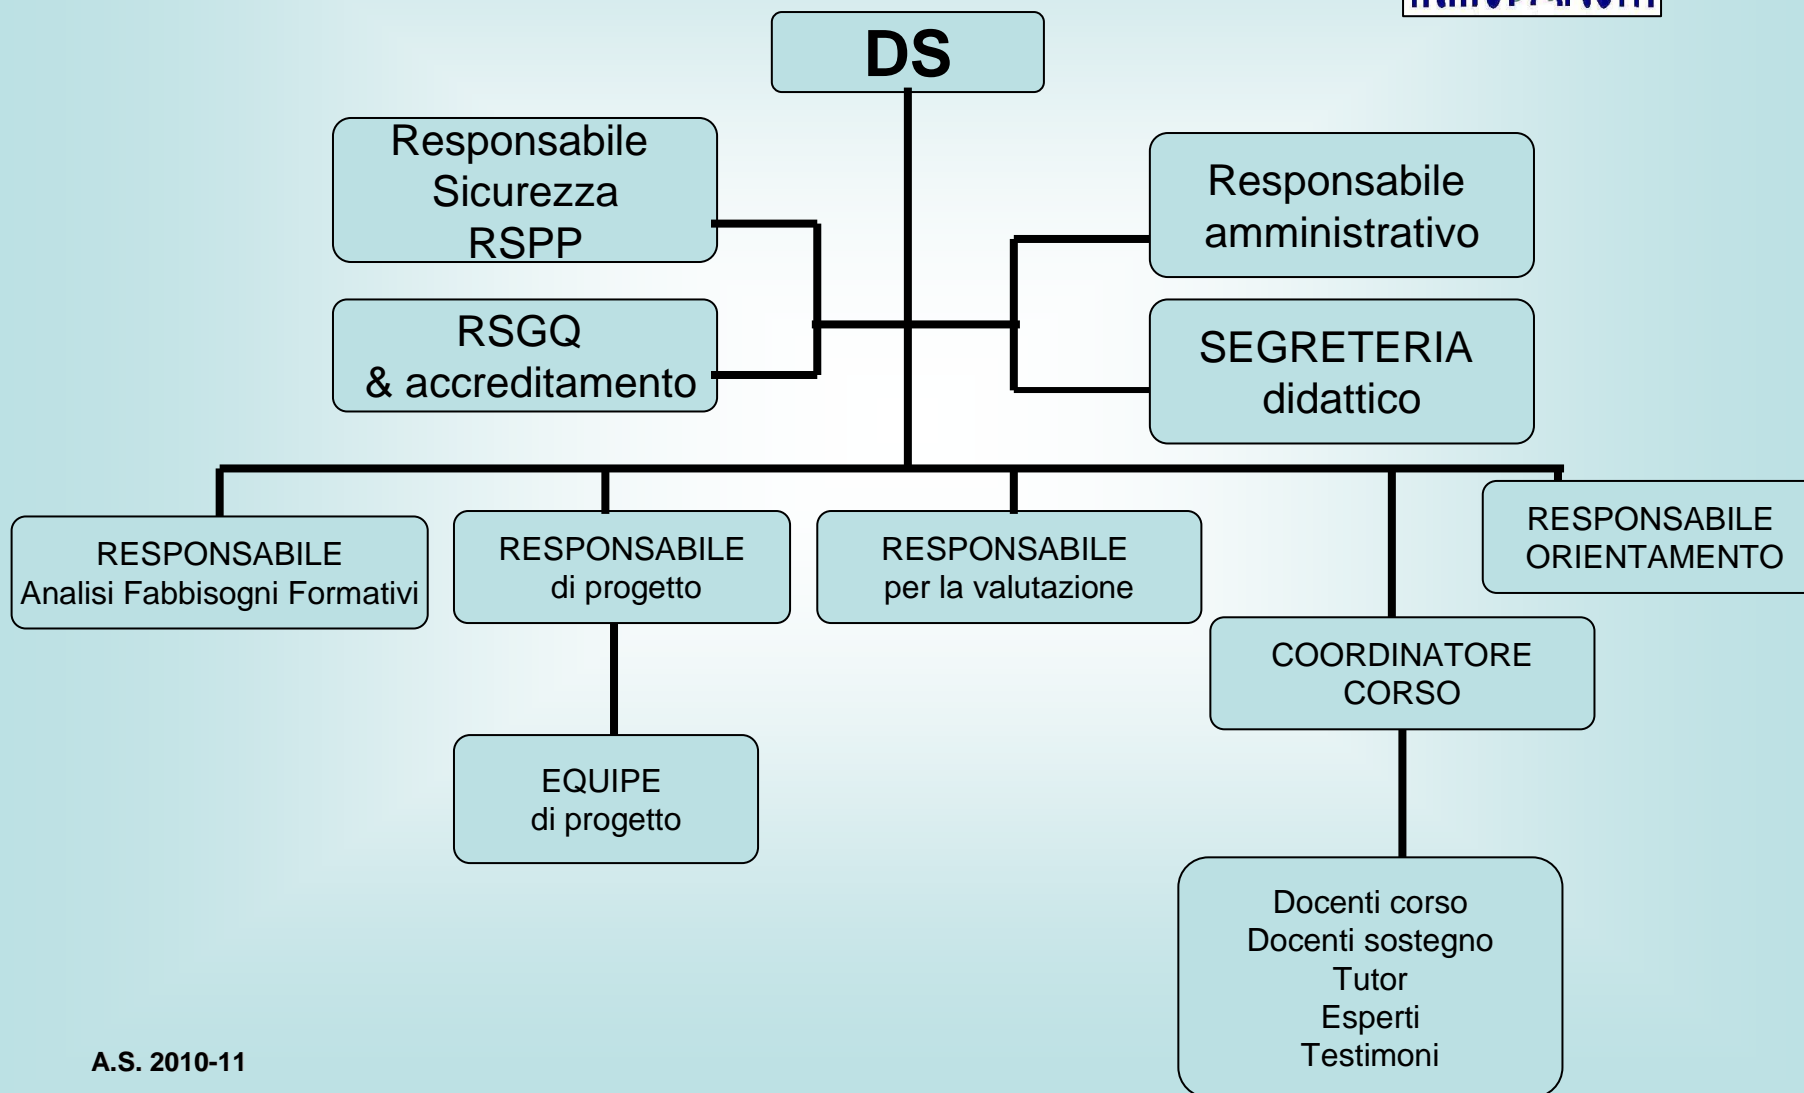 DS
Responsabile
Sicurezza
RSPP
Responsabile
amministrativo
RSGQ
& accreditamento
SEGRETERIA
didattico
RESPONSABILE
Analisi Fabbisogni Formativi
RESPONSABILE
di progetto
RESPONSABILE
per la valutazione
RESPONSABILE
ORIENTAMENTO
COORDINATORE
CORSO
EQUIPE
di progetto
Docenti corso
Docenti sostegno
Tutor
Esperti
Testimoni
A.S. 2010-11